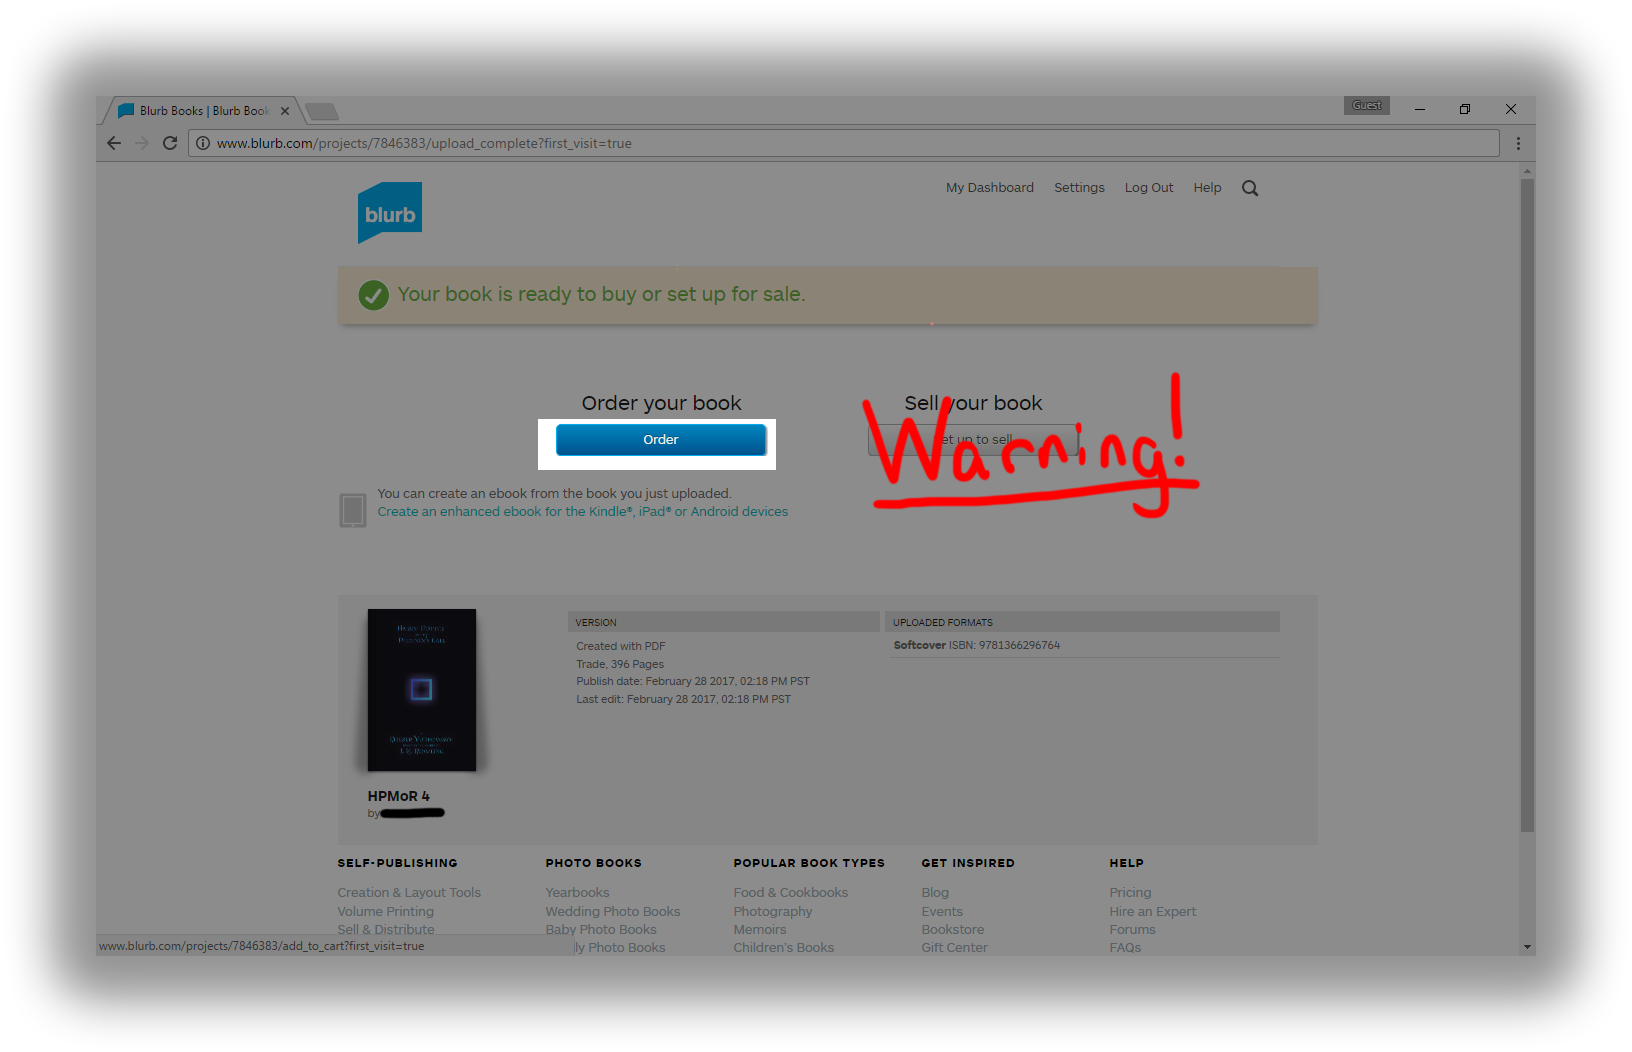 Blurb Books | Blurb Book
Guest
www.blurb.com/projects/7846383/upload_complete?first_visit=true
blurb
My Dashboard Settings Log Out Help
Your book is ready to buy or set up for sale.
Order your book
Order
Sell your book
et up to sell
Warning!
You can create an ebook from the book you just uploaded.
Create an enhanced ebook for the Kindle®, iPad® or Android devices
HPMoR 4
by
VERSION
Created with PDF
Trade, 396 Pages
Publish date: February 28 2017, 02:18 PM PST
Last edit: February 28 2017, 02:18 PM PST
UPLOADED FORMATS
Softcover ISBN: 9781366296764
SELF-PUBLISHING
Creation & Layout Tools
Volume Printing
Sell & Distribute
PHOTO BOOKS
Yearbooks
Wedding Photo Books
Baby Photo Books
ly Photo Books
POPULAR BOOK TYPES
Food & Cookbooks
Photography
Memoirs
Children's Books
GET INSPIRED
Blog
Events
Bookstore
Gift Center
HELP
Pricing
Hire an Expert
Forums
FAQs
www.blurb.com/projects/7846383/add_to_cart?first_visit=true